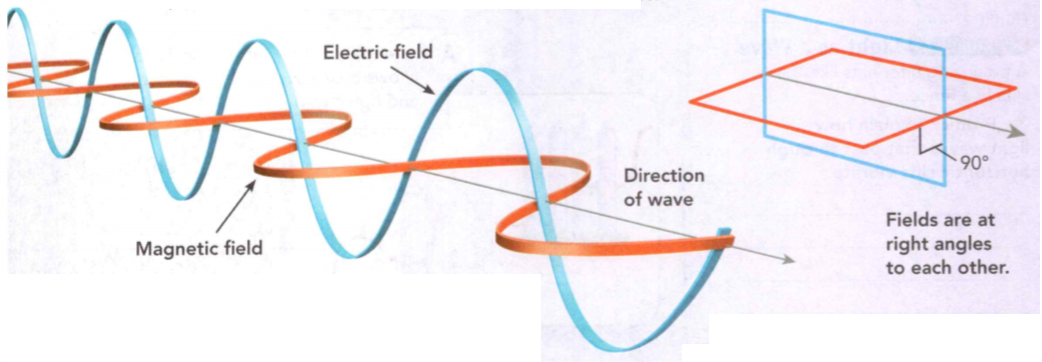 Electric field
Magnetic field
Direction
of wave
90°
Fields are at
right angles
to each other.